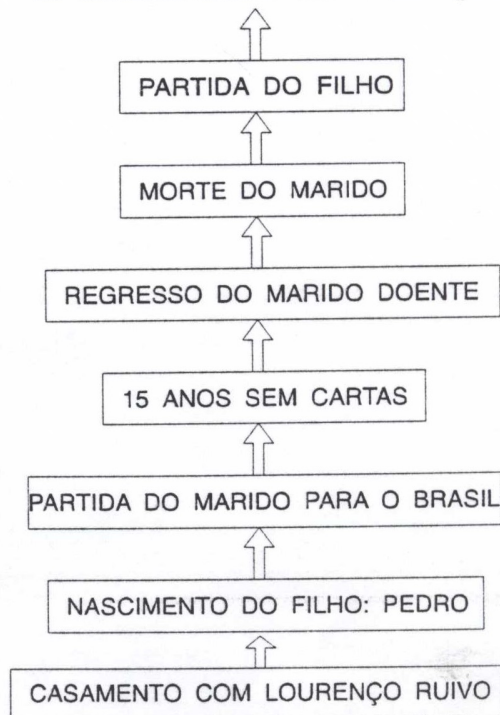 PARTIDA DO FILHO
MORTE DO MARIDO
REGRESSO DO MARIDO DOENTE
15 ANOS SEM CARTAS
PARTIDA DO MARIDO PARA O BRASIL
NASCIMENTO DO FILHO: PEDRO
CASAMENTO COM LOURENÇO RUIVO